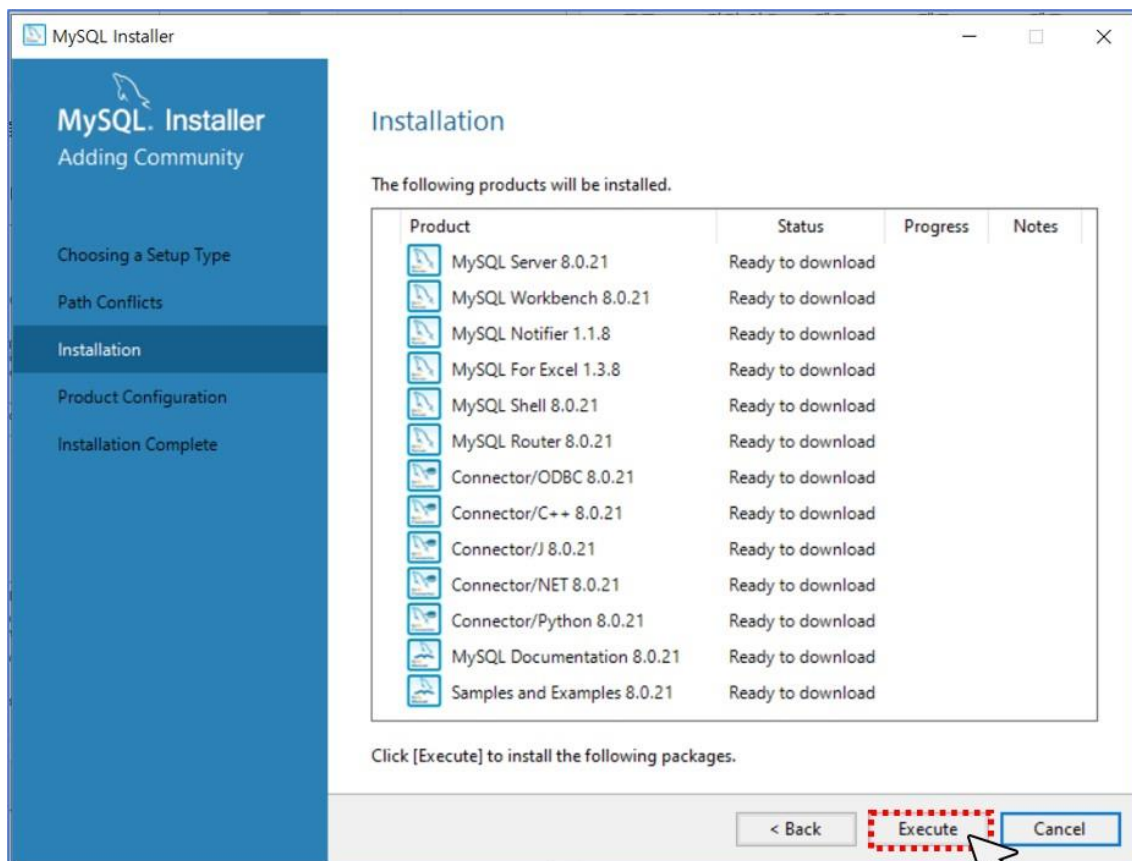 MySQL Installer
MySQL. Installer
Adding Community
Choosing a Setup Type
Path Conflicts
Installation
Product Configuration
Installation Complete
Installation
The following products will be installed.
Product Status Progress Notes
MySQL Server 8.0.21 Ready to download
MySQL Workbench 8.0.21 Ready to download
MySQL Notifier 1.1.8 Ready to download
MySQL For Excel 1.3.8 Ready to download
MySQL Shell 8.0.21 Ready to download
MySQL Router 8.0.21 Ready to download
Connector/ODBC 8.0.21 Ready to download
Connector/C++ 8.0.21 Ready to download
Connector/J 8.0.21 Ready to download
Connector/NET 8.0.21 Ready to download
Connector/Python 8.0.21 Ready to download
MySQL Documentation 8.0.21 Ready to download
Samples and Examples 8.0.21 Ready to download
Click [Execute] to install the following packages.
< Back Execute Cancel